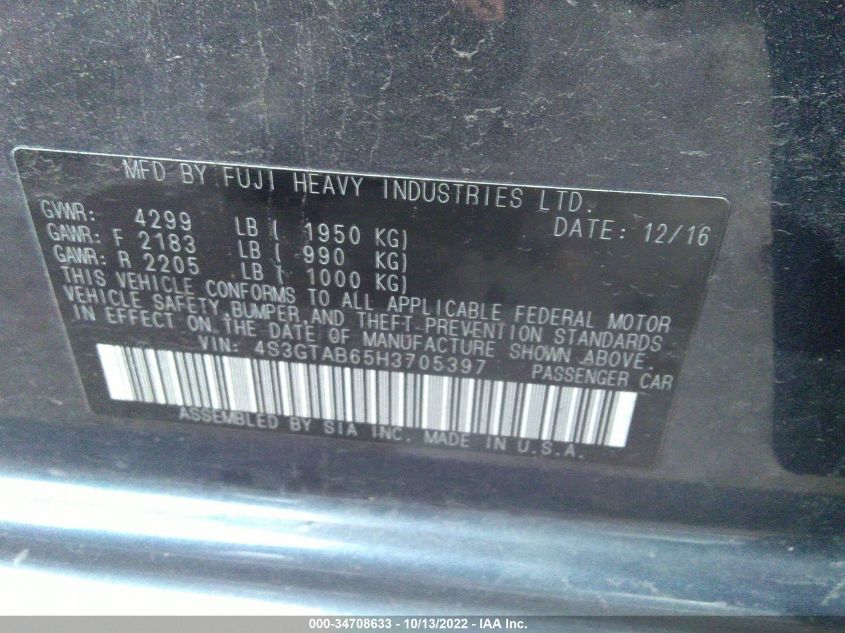 MFD BY FUJI HEAVY INDUSTRIES LTD.
GVWR: 4299 LB ( 1950 KG) DATE: 12/16
GAWR: F 2183 LB ( 990 KG)
GAWR: R 2205 LB ( 1000 KG)
THIS VEHICLE CONFORMS TO ALL APPLICABLE FEDERAL MOTOR
VEHICLE SAFETY, BUMPER, AND THEFT PREVENTION STANDARDS
IN EFFECT ON THE DATE OF MANUFACTURE SHOWN ABOVE.
VIN: 4S3GTAB65H3705397 PASSENGER CAR
ASSEMBLED BY SIA INC. MADE IN U.S.A.
000-34708633 - 10/13/2022 - IAA Inc.